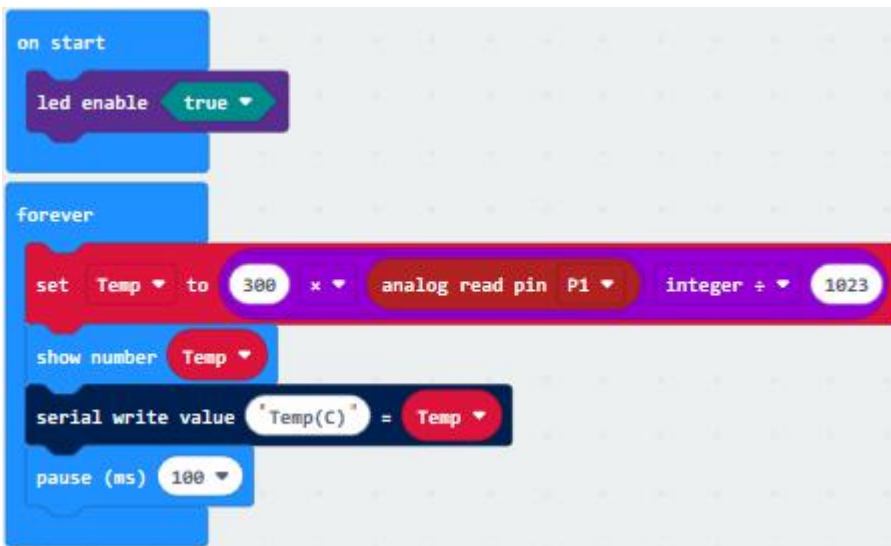 on start
led enable true
forever
set Temp to 300 × analog read pin P1 integer ÷ 1023
show number Temp
serial write value "Temp(C)" = Temp
pause (ms) 100